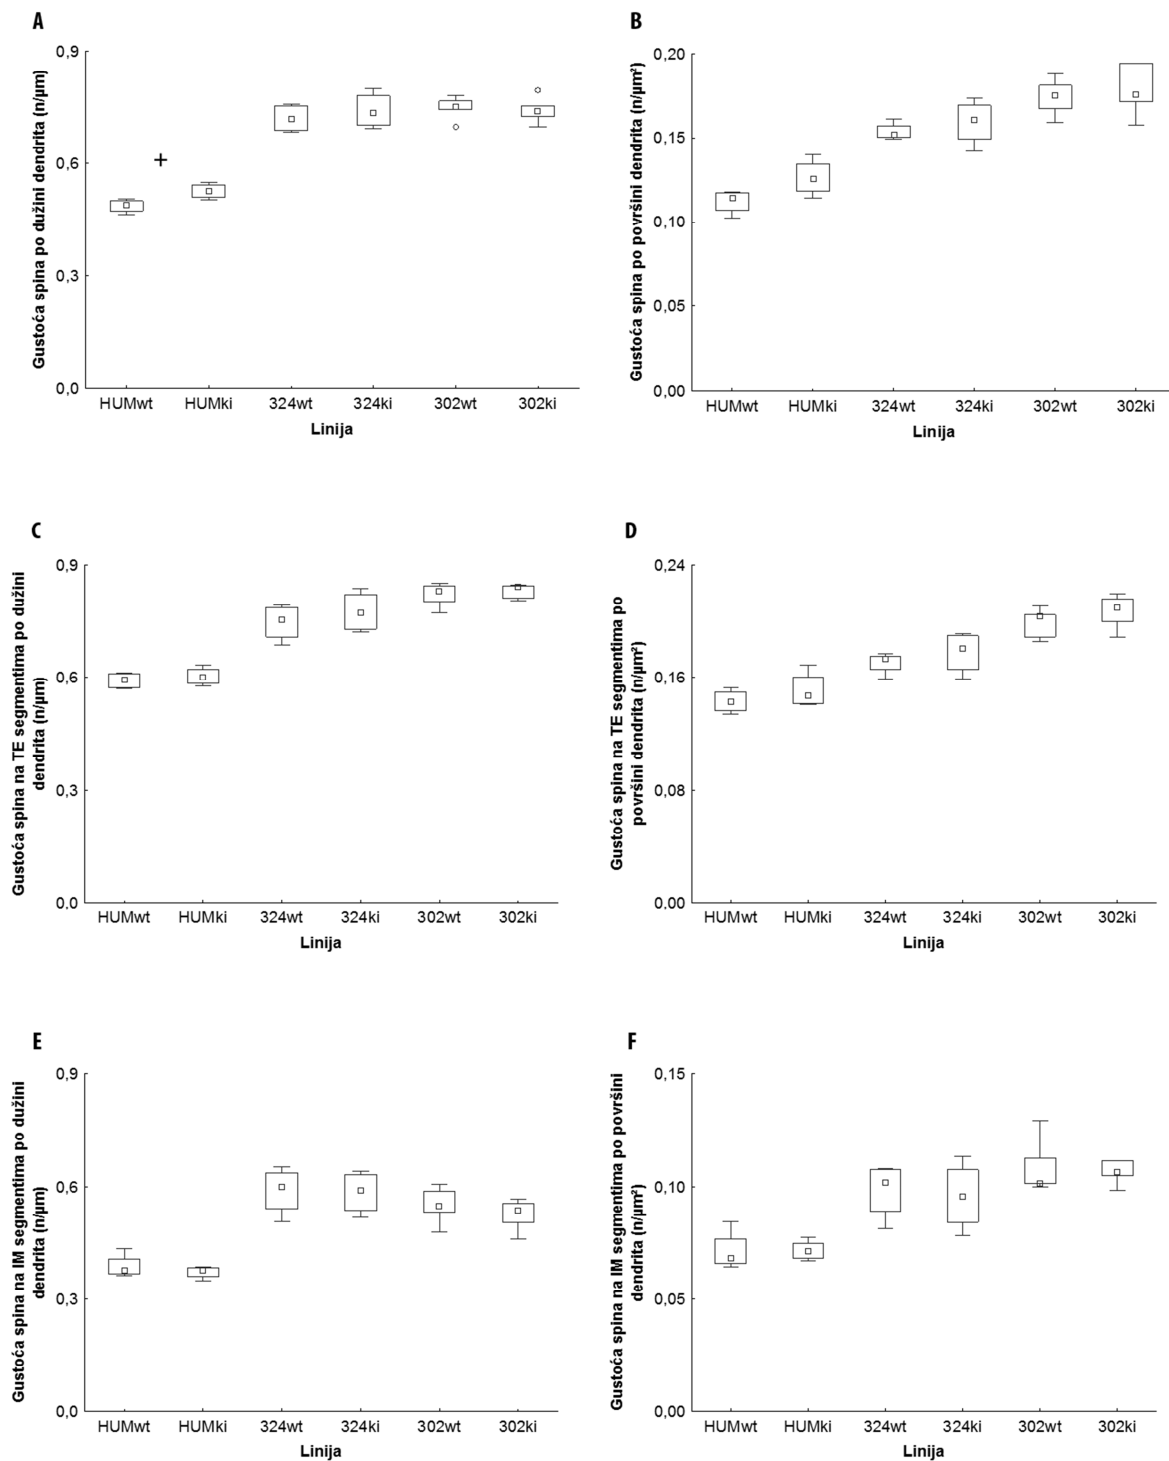 A
Gustoća spina po dužini dendrita (n/µm)
0,9
0,6
0,3
0,0
+
HUMwt HUMki 324wt 324ki 302wt 302ki
Linija
B
Gustoća spina po površini dendrita (n/µm²)
0,20
0,15
0,10
0,05
0,00
HUMwt HUMki 324wt 324ki 302wt 302ki
Linija
C
Gustoća spina na TE segmentima po dužini
dendrita (n/µm)
0,9
0,6
0,3
0,0
HUMwt HUMki 324wt 324ki 302wt 302ki
Linija
D
Gustoća spina na TE segmentima po
površini dendrita (n/µm²)
0,24
0,16
0,08
0,00
HUMwt HUMki 324wt 324ki 302wt 302ki
Linija
E
Gustoća spina na IM segmentima po dužini
dendrita (n/µm)
0,9
0,6
0,3
0,0
HUMwt HUMki 324wt 324ki 302wt 302ki
Linija
F
Gustoća spina na IM segmentima po površini
dendrita (n/µm²)
0,15
0,10
0,05
0,00
HUMwt HUMki 324wt 324ki 302wt 302ki
Linija